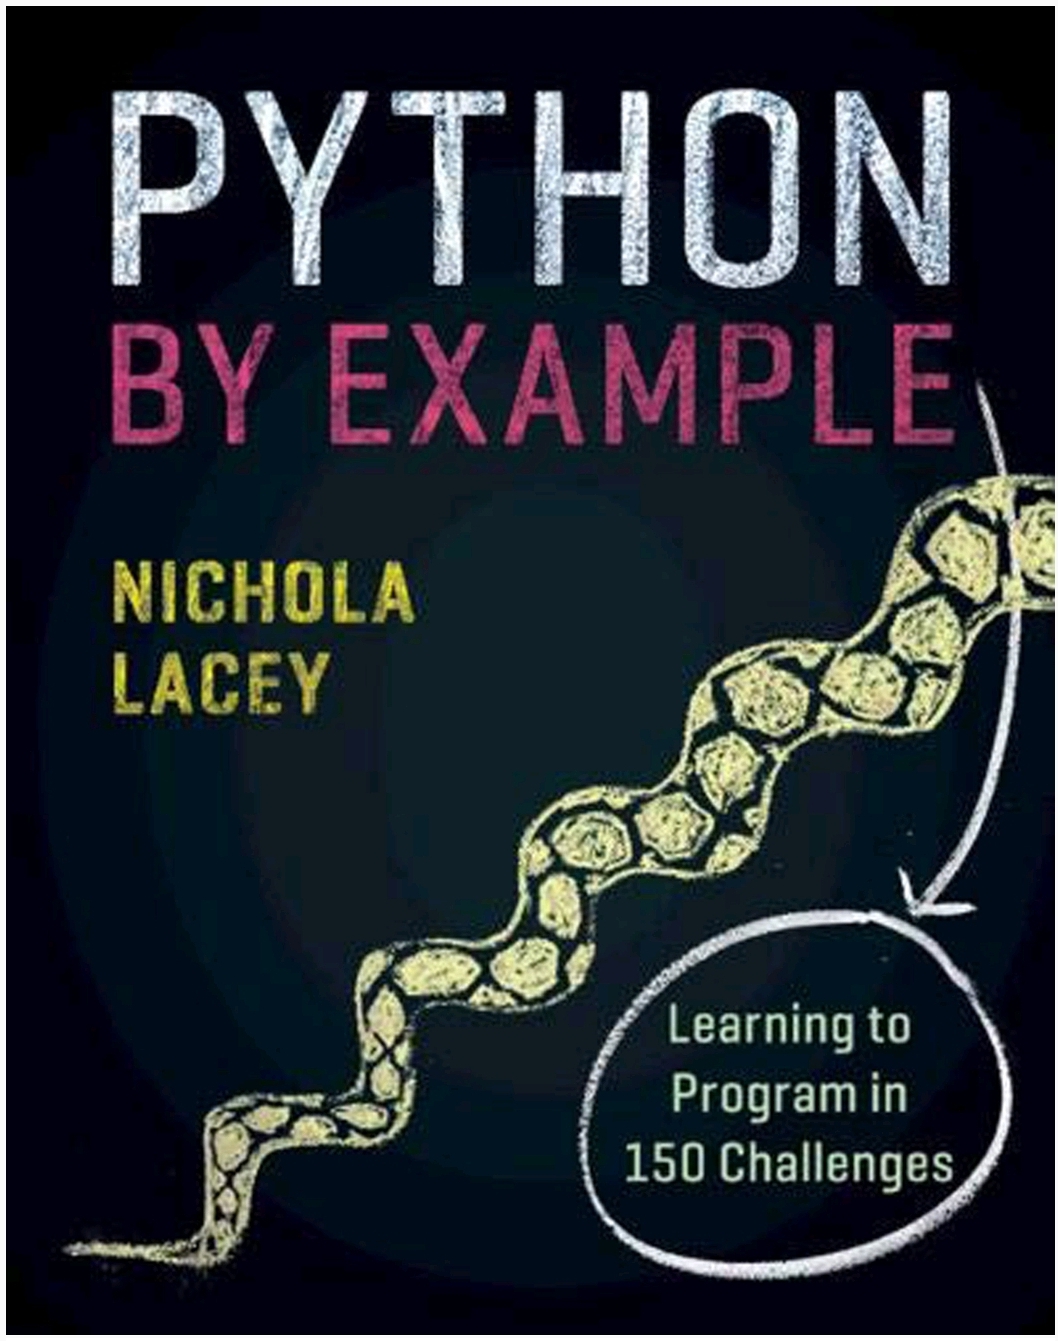 PYTHON
BY EXAMPLE
NICHOLA
LACEY
Learning to
Program in
150 Challenges